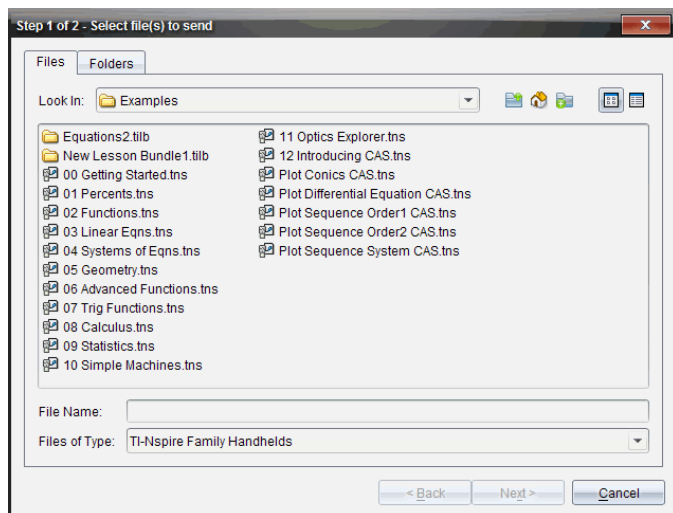 Step 1 of 2 - Select file(s) to send
Files
Folders
Look In:
Examples
Equations2.tilb
New Lesson Bundle1.tilb
00 Getting Started.tns
01 Percents.tns
02 Functions.tns
03 Linear Eqns.tns
04 Systems of Eqns.tns
05 Geometry.tns
06 Advanced Functions.tns
07 Trig Functions.tns
08 Calculus.tns
09 Statistics.tns
10 Simple Machines.tns
11 Optics Explorer.tns
12 Introducing CAS.tns
Plot Conics CAS.tns
Plot Differential Equation CAS.tns
Plot Sequence Order1 CAS.tns
Plot Sequence Order2 CAS.tns
Plot Sequence System CAS.tns
File Name:
Files of Type: TI-Nspire Family Handhelds
< Back
Next >
Cancel